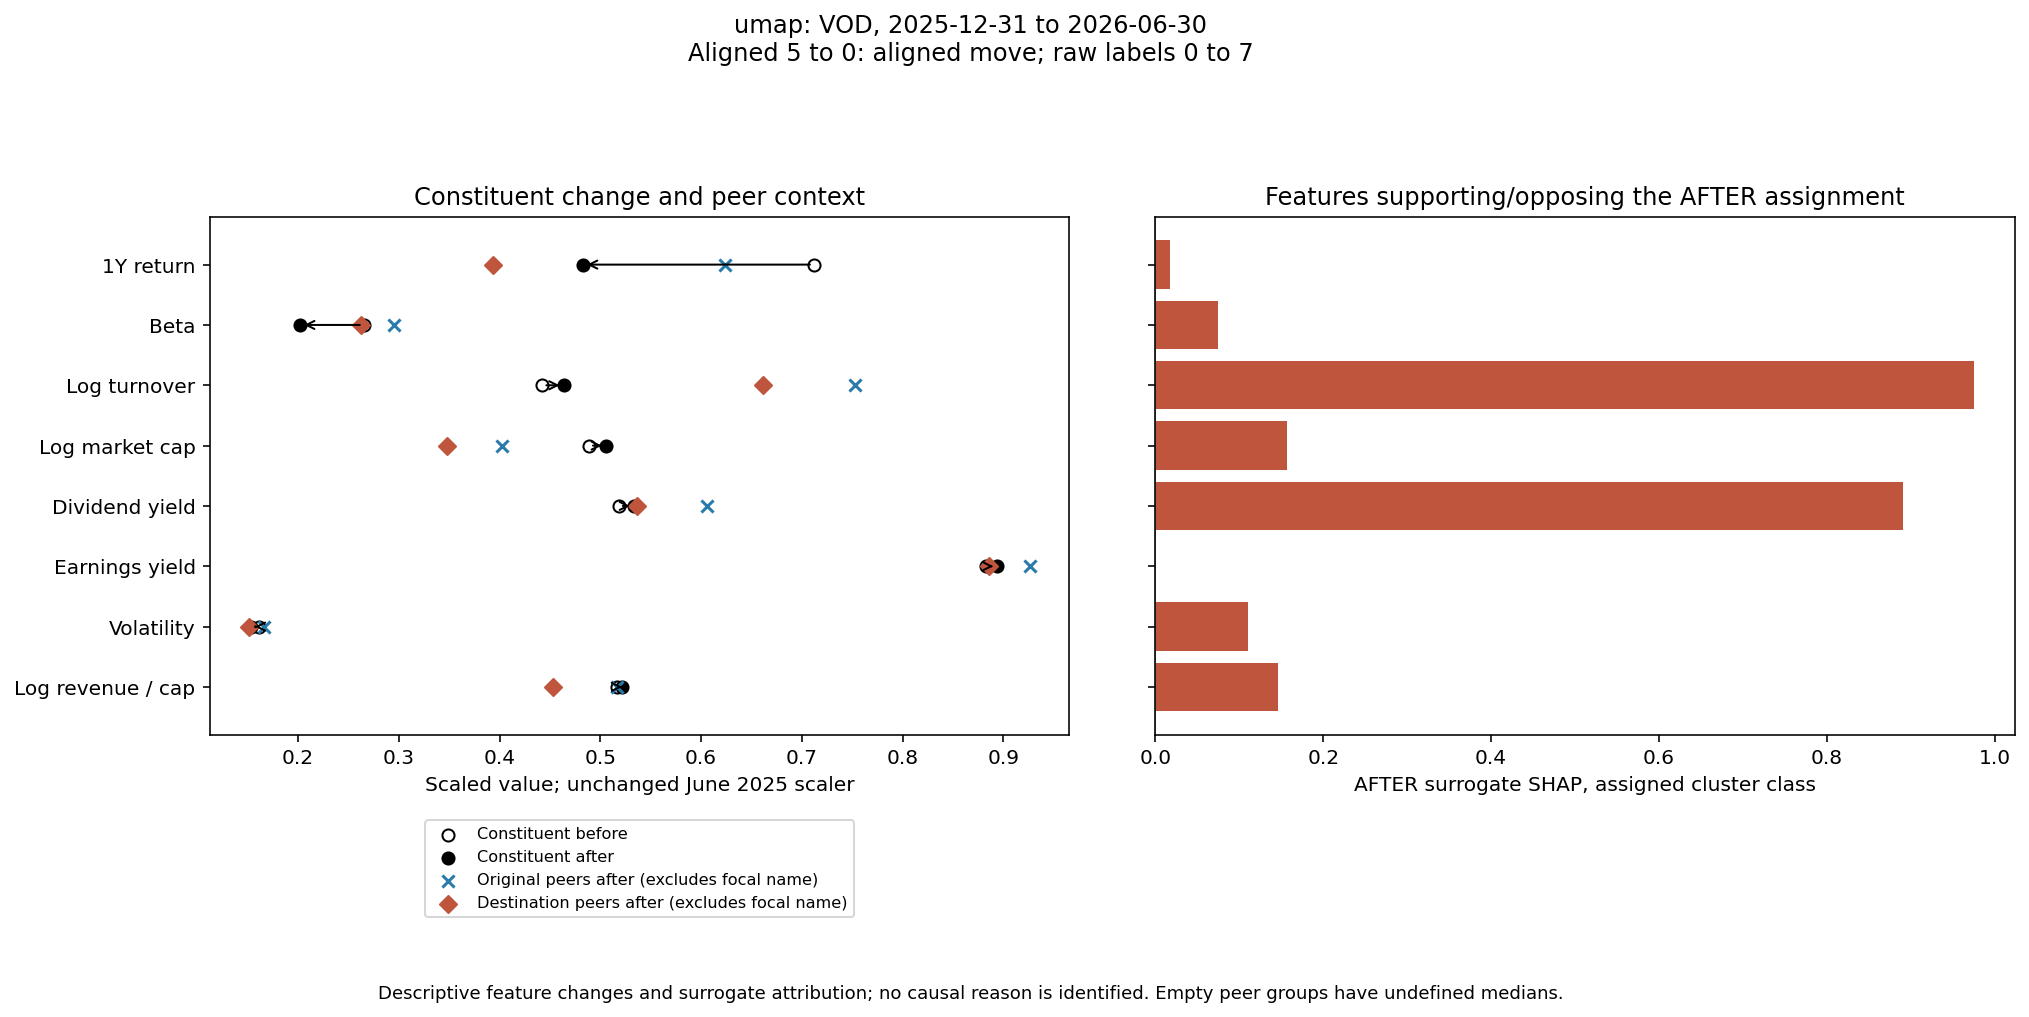 umap: VOD, 2025-12-31 to 2026-06-30
Aligned 5 to 0: aligned move; raw labels 0 to 7
Constituent change and peer context
Features supporting/opposing the AFTER assignment
1Y return
Beta
Log turnover
Log market cap
Dividend yield
Earnings yield
Volatility
Log revenue / cap
0.2 0.3 0.4 0.5 0.6 0.7 0.8 0.9
0.0 0.2 0.4 0.6 0.8 1.0
Scaled value; unchanged June 2025 scaler
AFTER surrogate SHAP, assigned cluster class
Constituent before
Constituent after
Original peers after (excludes focal name)
Destination peers after (excludes focal name)
Descriptive feature changes and surrogate attribution; no causal reason is identified. Empty peer groups have undefined medians.